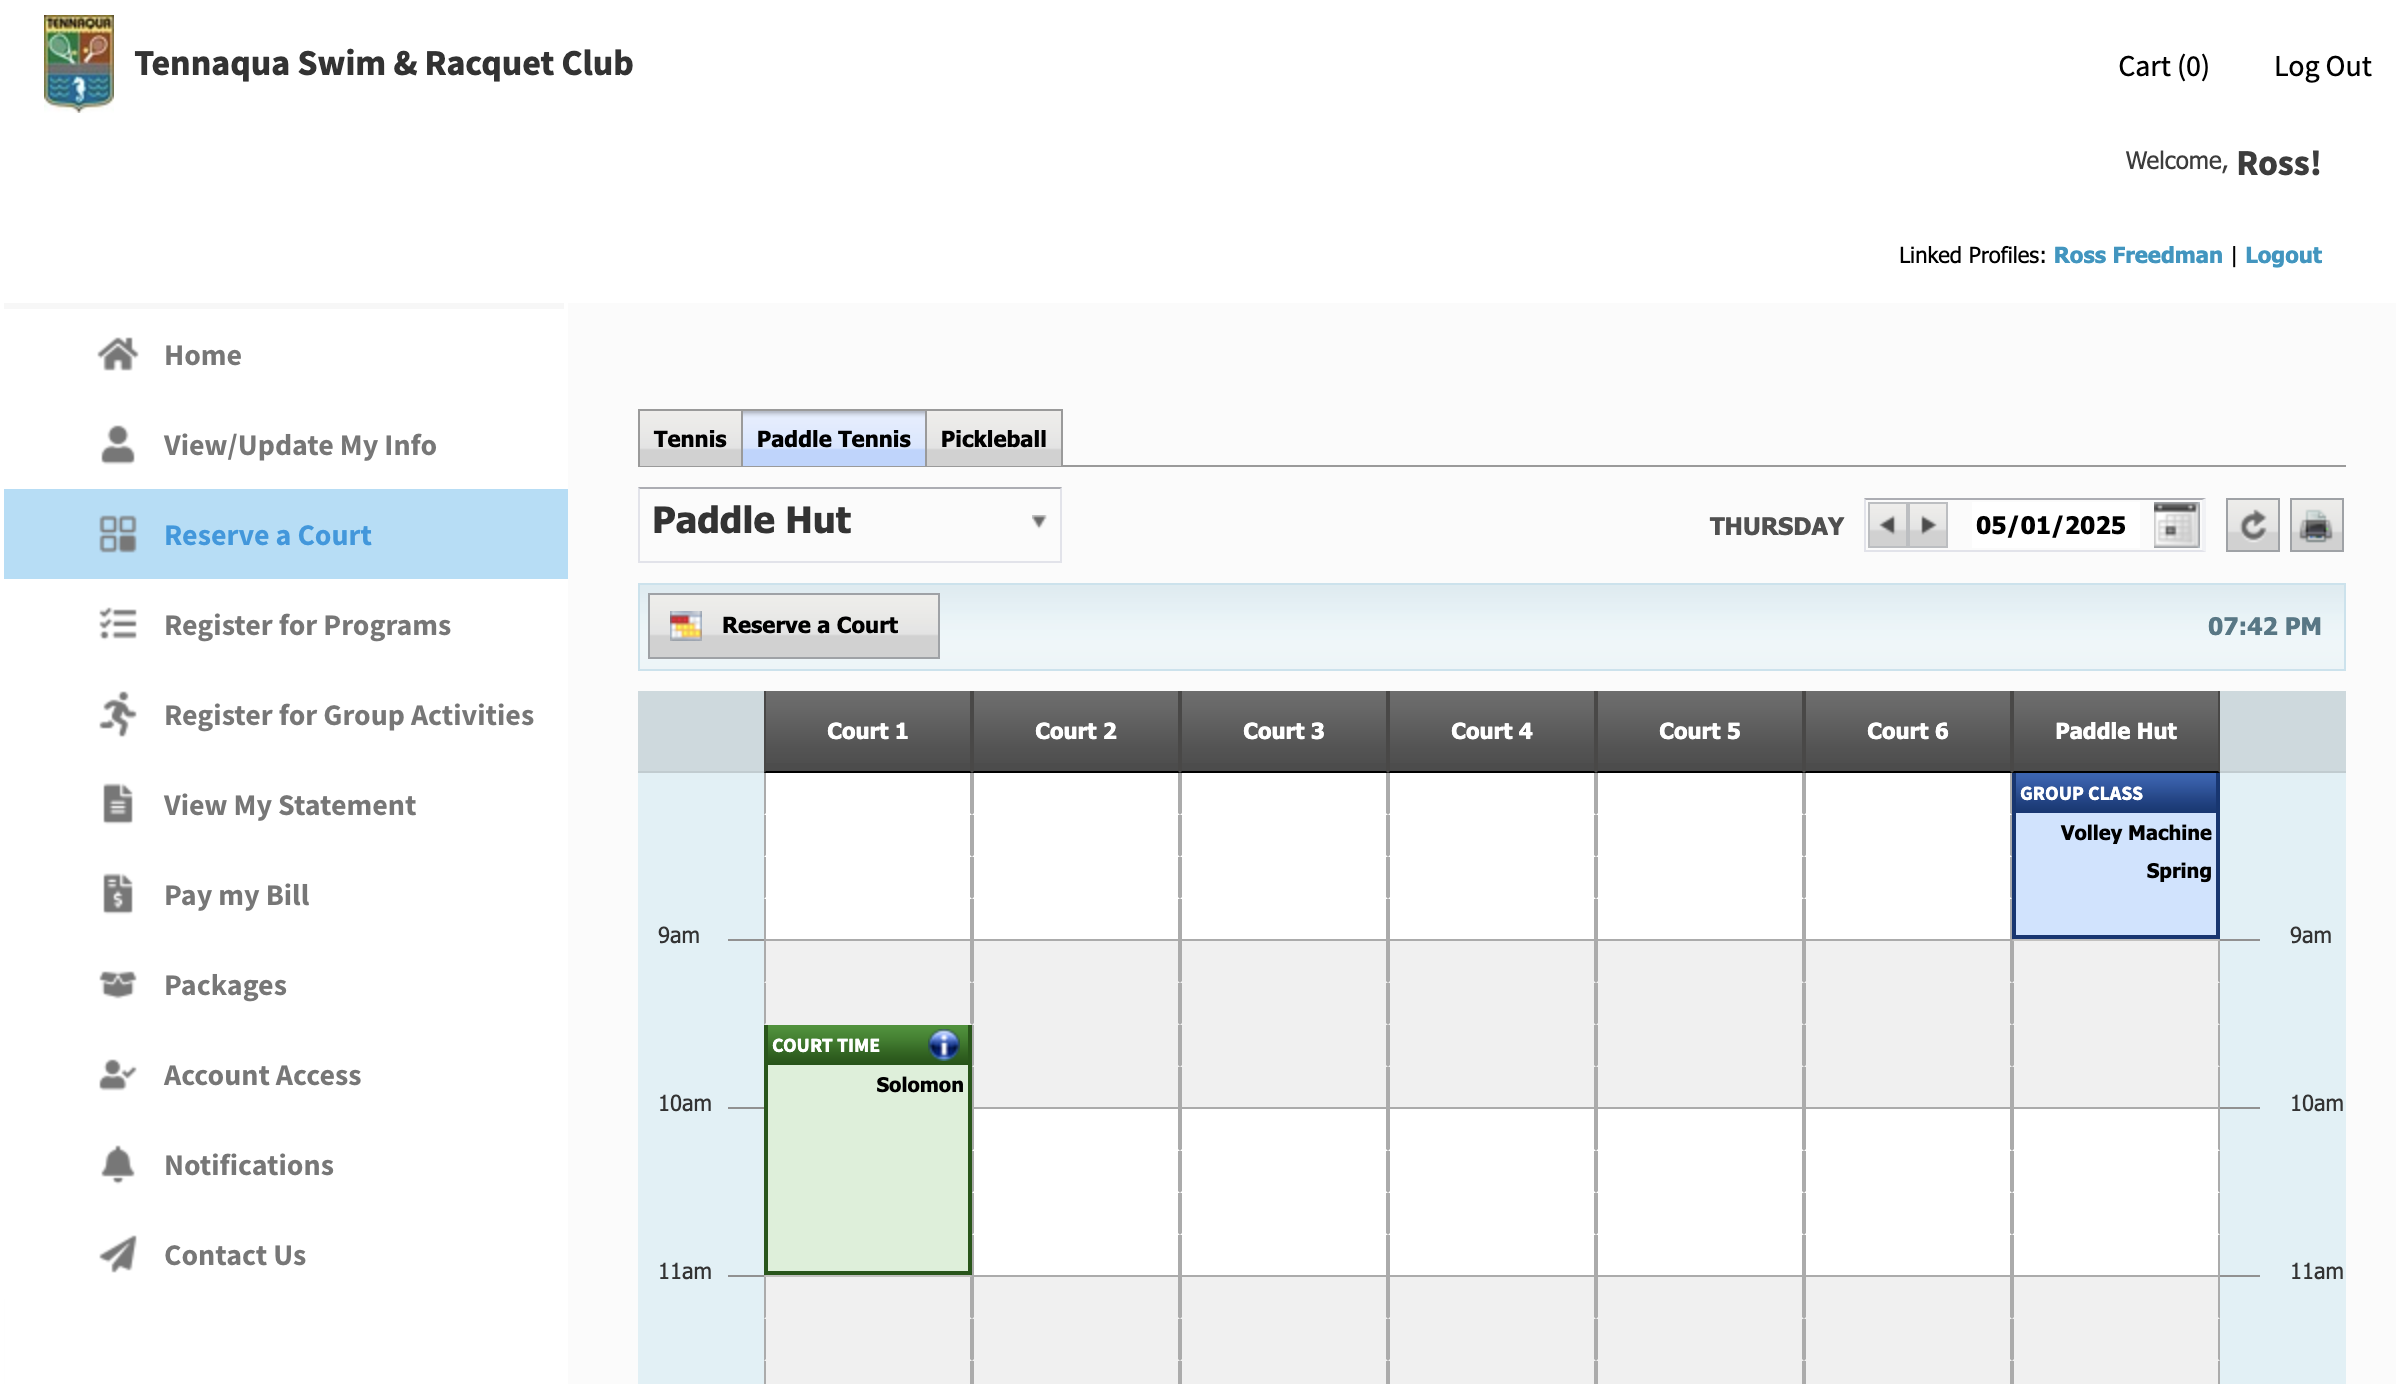 TENNAQUA
Tennaqua Swim & Racquet Club
Cart (0)
Log Out
Welcome, Ross!
Linked Profiles: Ross Freedman | Logout
Home
View/Update My Info
Reserve a Court
Register for Programs
Register for Group Activities
View My Statement
Pay my Bill
Packages
Account Access
Notifications
Contact Us
Tennis
Paddle Tennis
Pickleball
Paddle Hut
THURSDAY
05/01/2025
Reserve a Court
07:42 PM
Court 1
Court 2
Court 3
Court 4
Court 5
Court 6
Paddle Hut
GROUP CLASS
Volley Machine
Spring
9am
9am
COURT TIME
Solomon
10am
10am
11am
11am